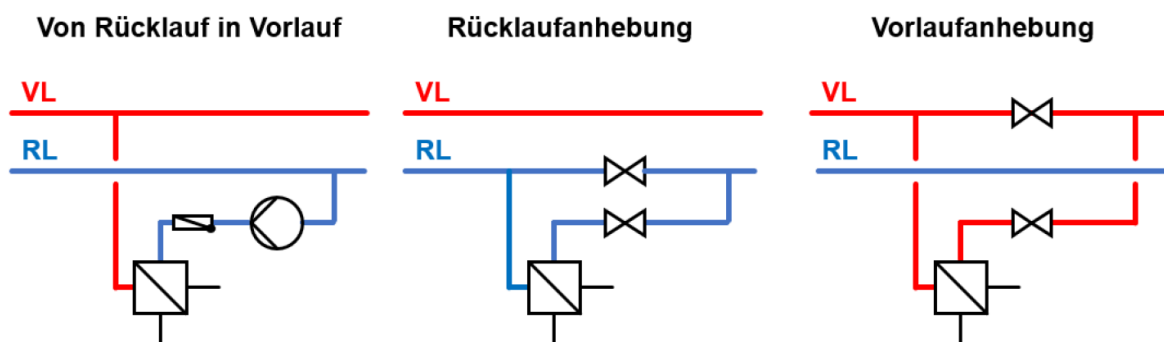 Von Rücklauf in Vorlauf
Rücklaufanhebung
Vorlaufanhebung
VL
VL
VL
RL
RL
RL